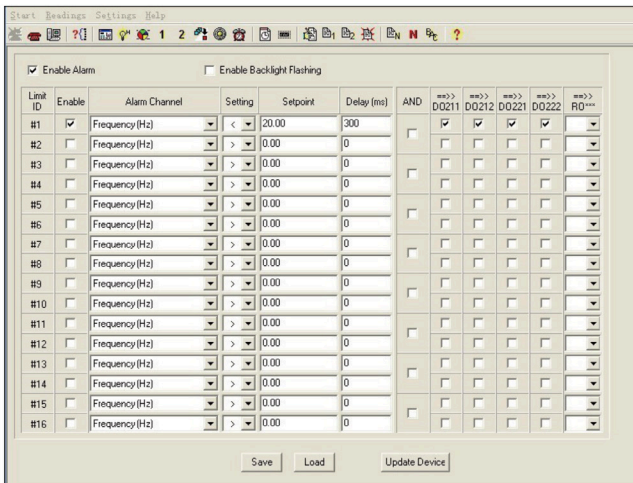 Start Readings Settings Help
?{} 1 2 1 2 N N ?
Enable Alarm Enable Backlight Flashing
Limit ID Enable Alarm Channel Setting Setpoint Delay (ms) AND ==>> DO211 ==>> DO212 ==>> DO221 ==>> DO222 ==>> RO***
#1 Frequency (Hz) < 20.00 300
#2 Frequency (Hz) > 0.00 0
#3 Frequency (Hz) > 0.00 0
#4 Frequency (Hz) > 0.00 0
#5 Frequency (Hz) > 0.00 0
#6 Frequency (Hz) > 0.00 0
#7 Frequency (Hz) > 0.00 0
#8 Frequency (Hz) > 0.00 0
#9 Frequency (Hz) > 0.00 0
#10 Frequency (Hz) > 0.00 0
#11 Frequency (Hz) > 0.00 0
#12 Frequency (Hz) > 0.00 0
#13 Frequency (Hz) > 0.00 0
#14 Frequency (Hz) > 0.00 0
#15 Frequency (Hz) > 0.00 0
#16 Frequency (Hz) > 0.00 0
Save Load Update Device